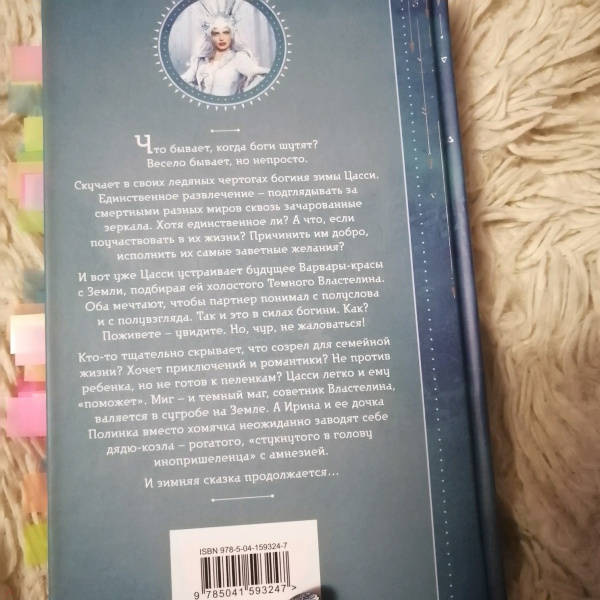 Что бывает, когда боги шутят?
Весело бывает, но непросто.
Скучает в своих ледяных чертогах богиня зимы Цасси.
Единственное развлечение – подглядывать за
смертными разных миров сквозь зачарованные
зеркала. Хотя единственное ли? А что, если
поучаствовать в их жизни? Причинить им добро,
исполнить их самые заветные желания?
И вот уже Цасси устраивает будущее Варвары-красы
с Земли, подбирая ей холостого Темного Властелина.
Оба мечтают, чтобы партнер понимал с полуслова
и с полувзгляда. Так и это в силах богини. Как?
Поживете – увидите. Но, чур, не жаловаться!
Кто-то тщательно скрывает, что созрел для семейной
жизни? Хочет приключений и романтики? Не против
ребенка, но не готов к пеленкам? Цасси легко и ему
«поможет». Миг – и темный маг, советник Властелина,
валяется в сугробе на Земле. А Ирина и ее дочка
Полинка вместо хомячка неожиданно заводят себе
дядю-козла – рогатого, «стукнутого в голову
инопришеленца» с амнезией.
И зимняя сказка продолжается...
ISBN 978-5-04-159324-7
9 785041 593247>